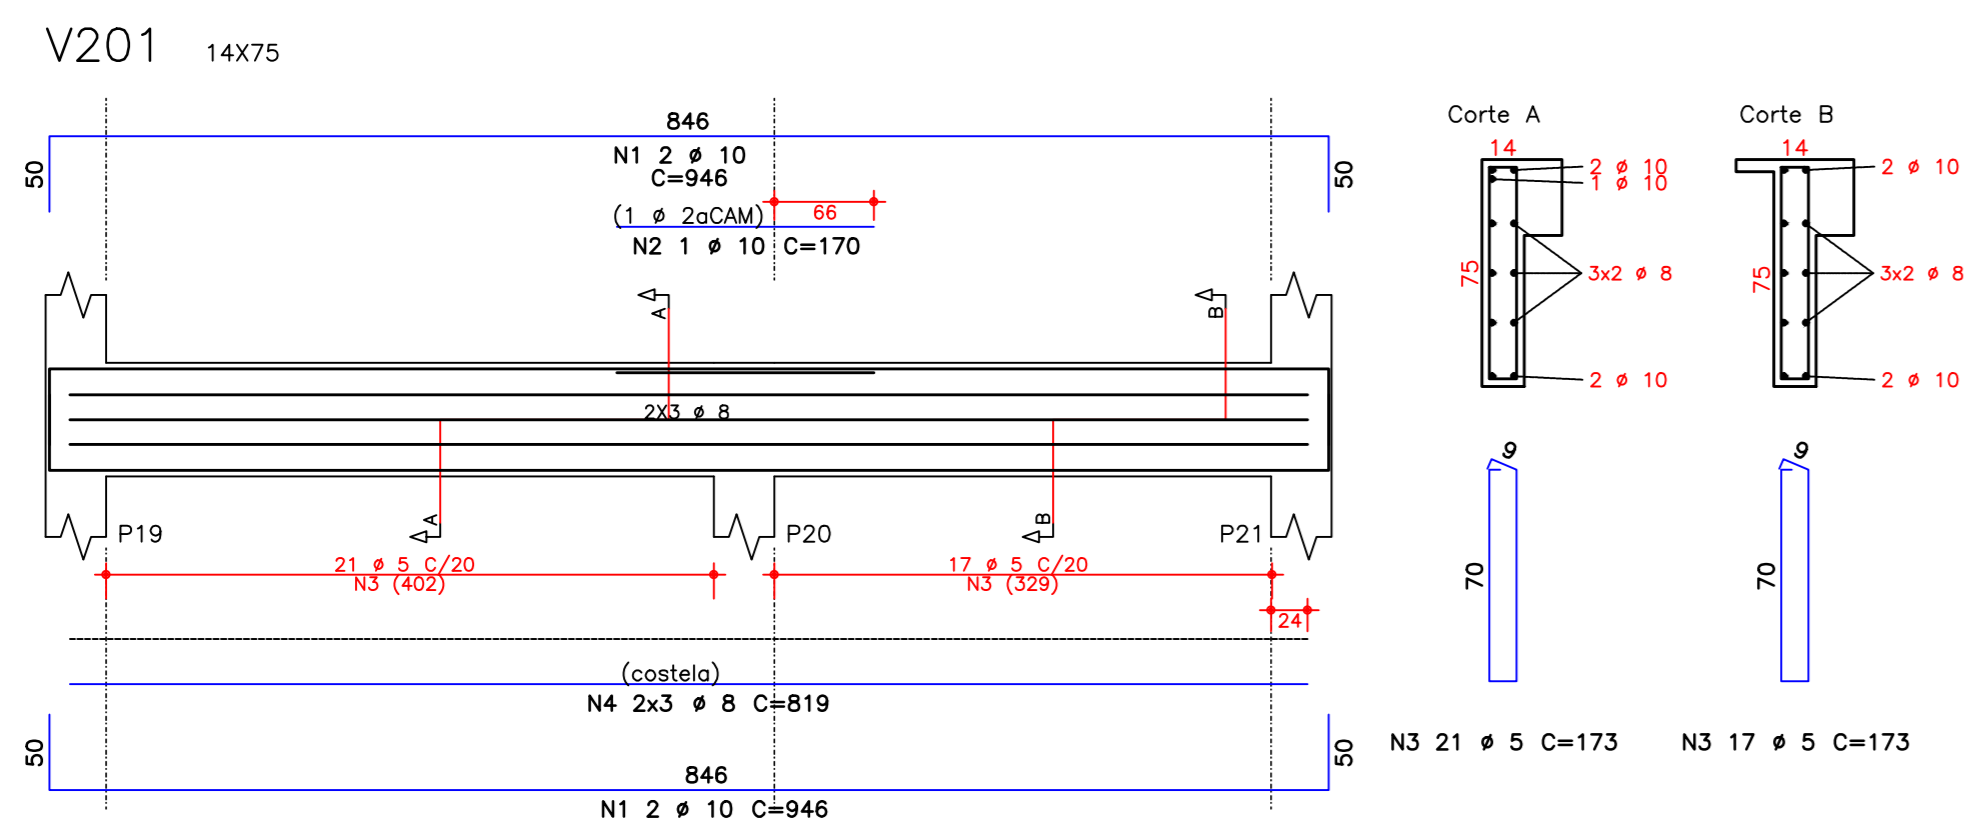 V201 14X75
846
N1 2 ø 10
C=946
50
50
66
(1 ø 2aCAM)
N2 1 ø 10 C=170
A
B
2X3 ø 8
A
B
P19
P20
P21
21 ø 5 C/20
N3 (402)
17 ø 5 C/20
N3 (329)
24
(costela)
N4 2x3 ø 8 C=819
50
50
846
N1 2 ø 10 C=946
Corte A
14
2 ø 10
1 ø 10
75
3x2 ø 8
2 ø 10
9
70
N3 21 ø 5 C=173
Corte B
14
2 ø 10
75
3x2 ø 8
2 ø 10
9
70
N3 17 ø 5 C=173